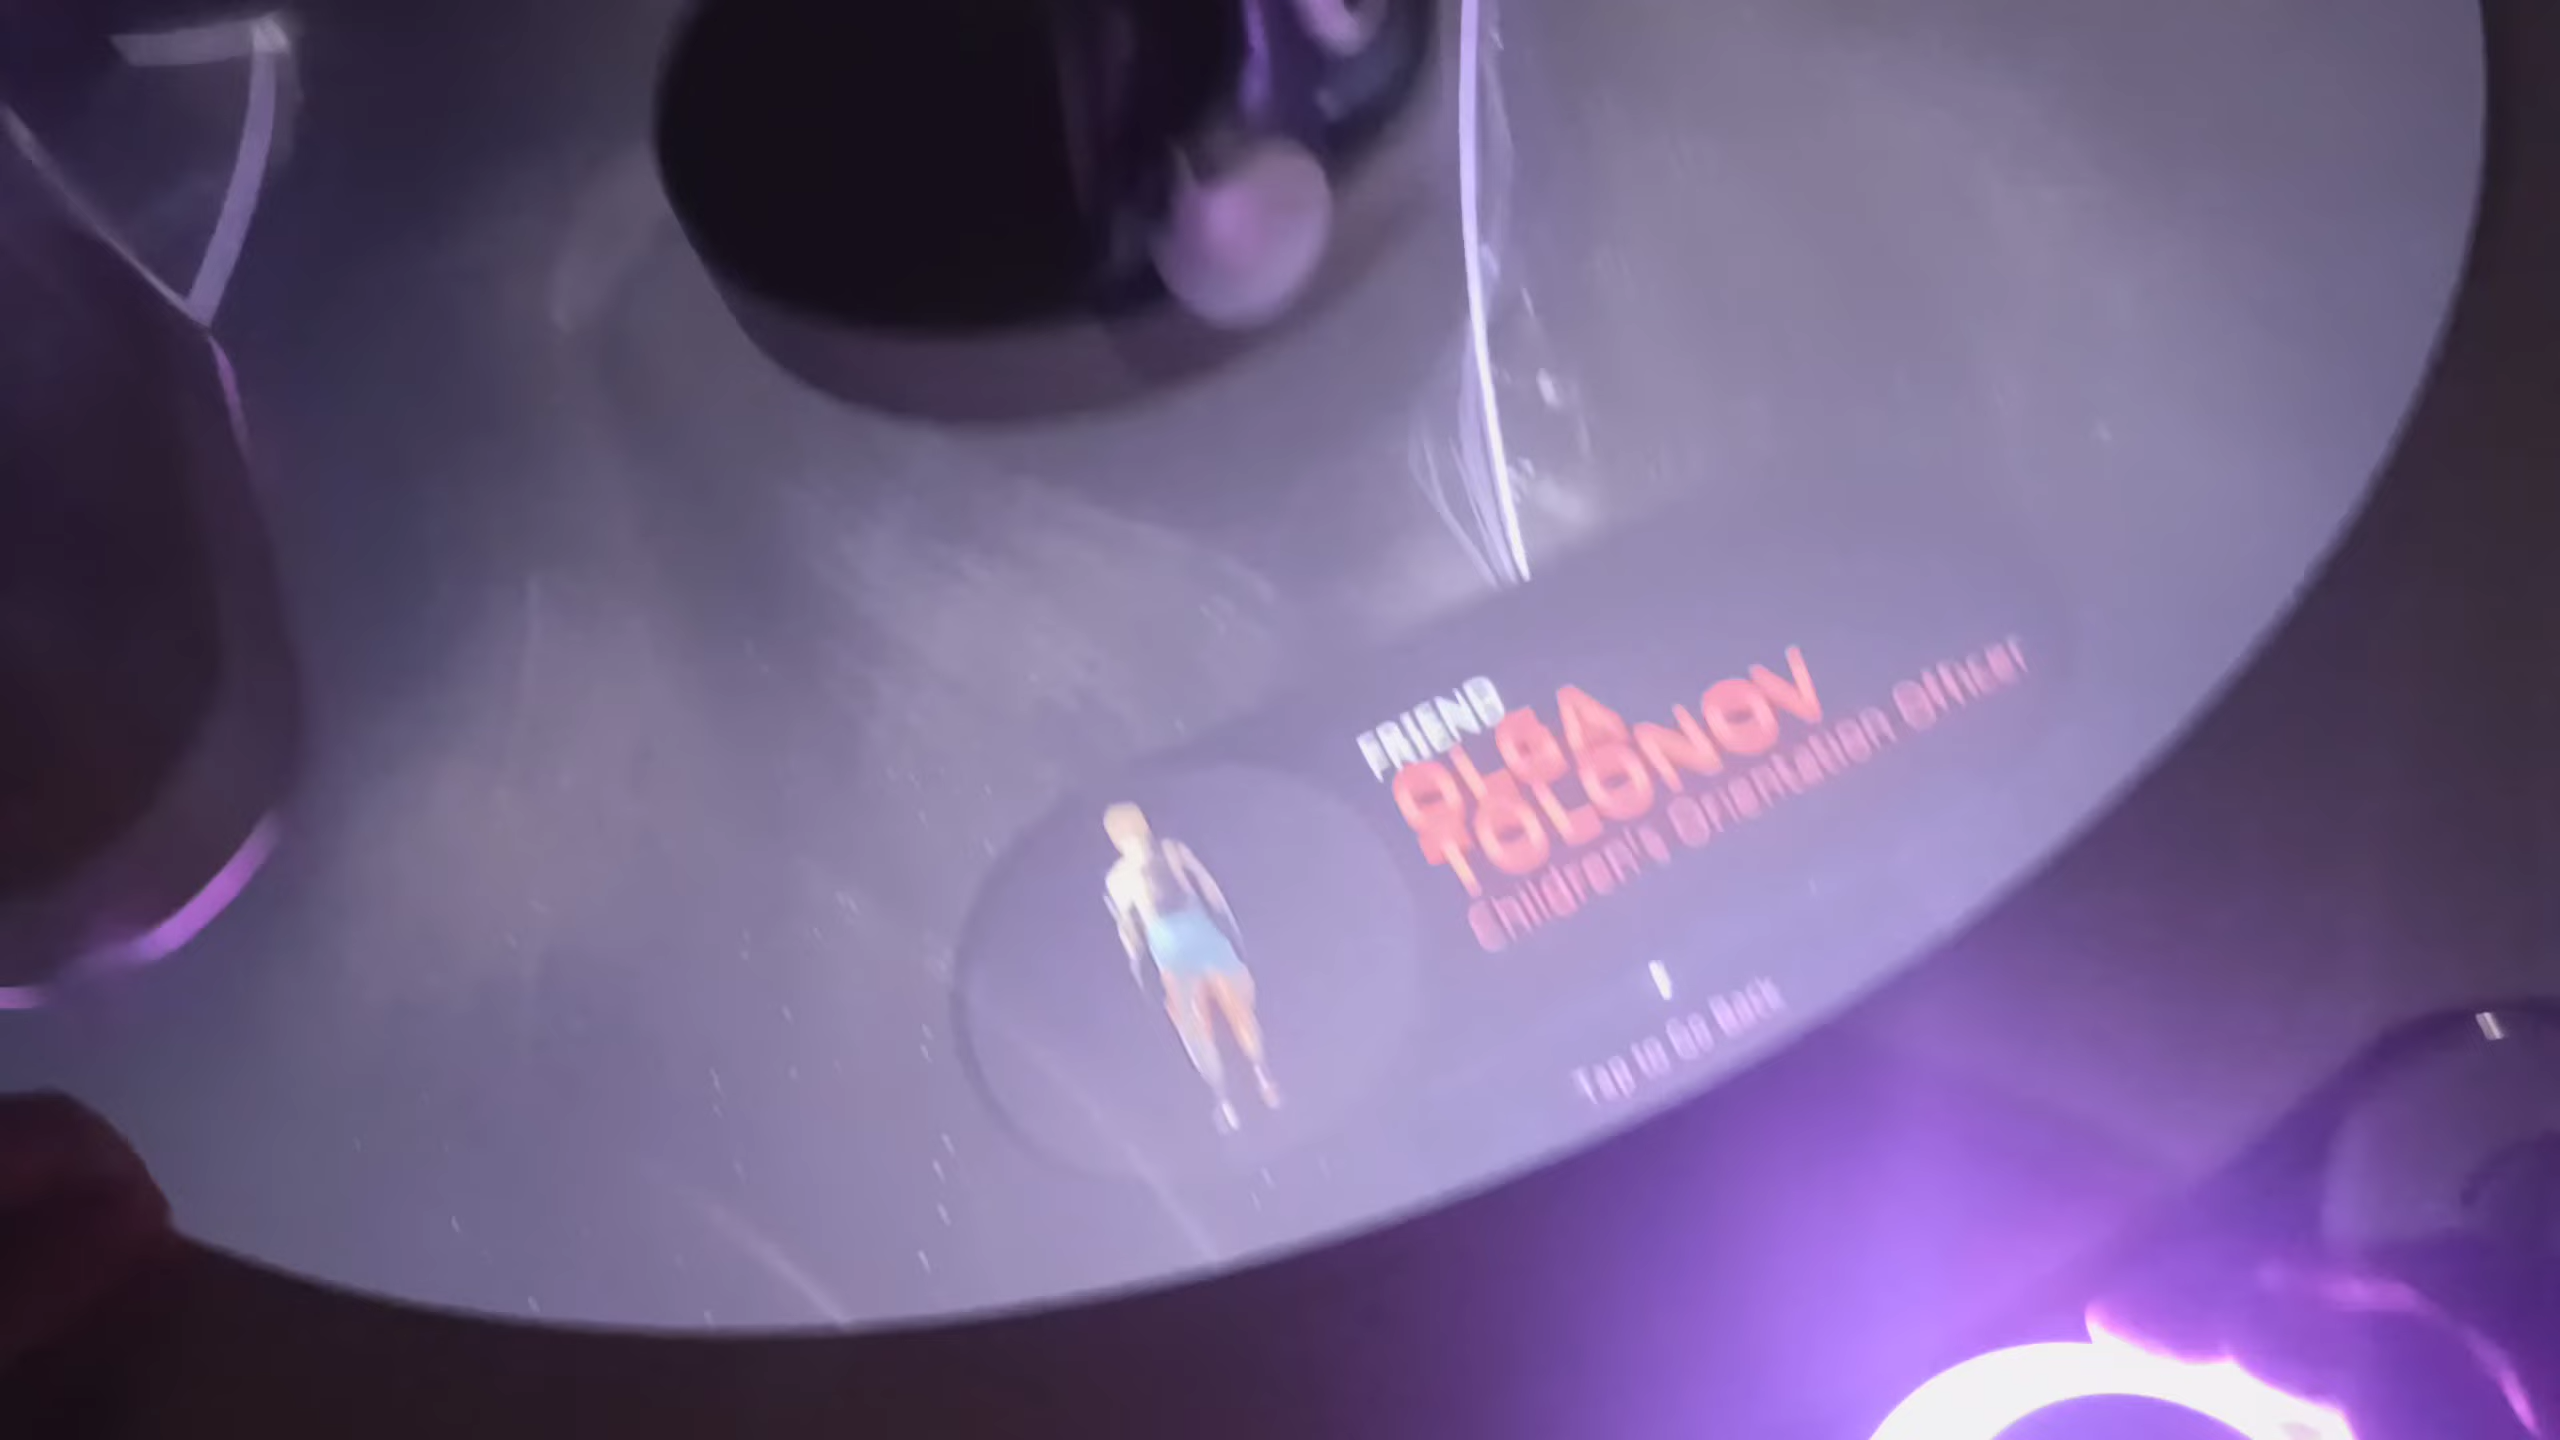 FRIEND
OLGA
TOLONOV
Children's Orientation Officer
Tap to Go Back